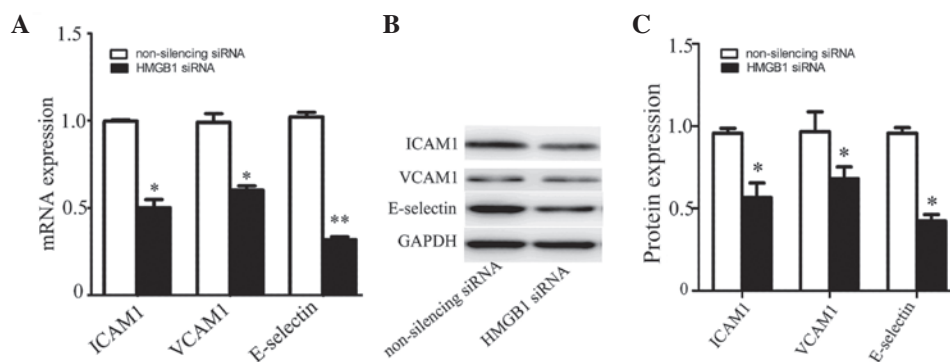 A
1.5
non-silencing siRNA
HMGB1 siRNA
1.0
0.5
0
mRNA expression
*
*
**
ICAM1
VCAM1
E-selectin
B
ICAM1
VCAM1
E-selectin
GAPDH
non-silencing siRNA
HMGB1 siRNA
C
1.5
non-silencing siRNA
HMGB1 siRNA
1.0
0.5
0
Protein expression
*
*
*
ICAM1
VCAM1
E-selectin